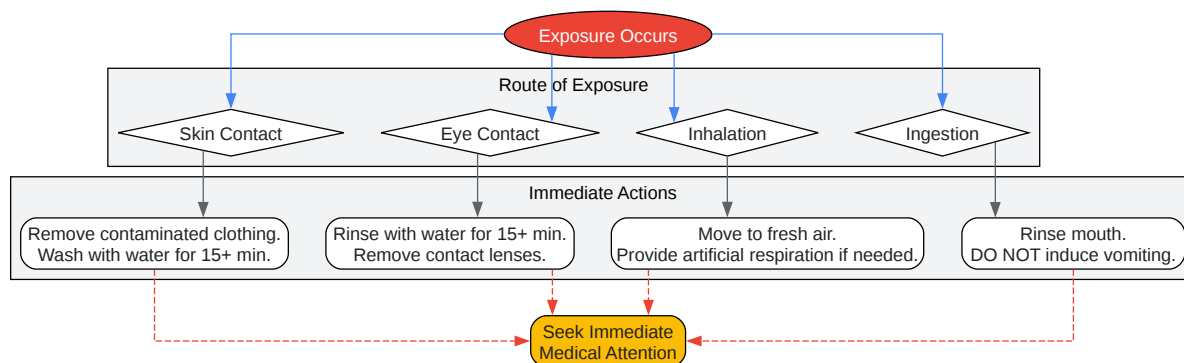 Exposure Occurs
Route of Exposure
Skin Contact
Eye Contact
Inhalation
Ingestion
Immediate Actions
Remove contaminated clothing.
Wash with water for 15+ min.
Rinse with water for 15+ min.
Remove contact lenses.
Move to fresh air.
Provide artificial respiration if needed.
Rinse mouth.
DO NOT induce vomiting.
Seek Immediate
Medical Attention